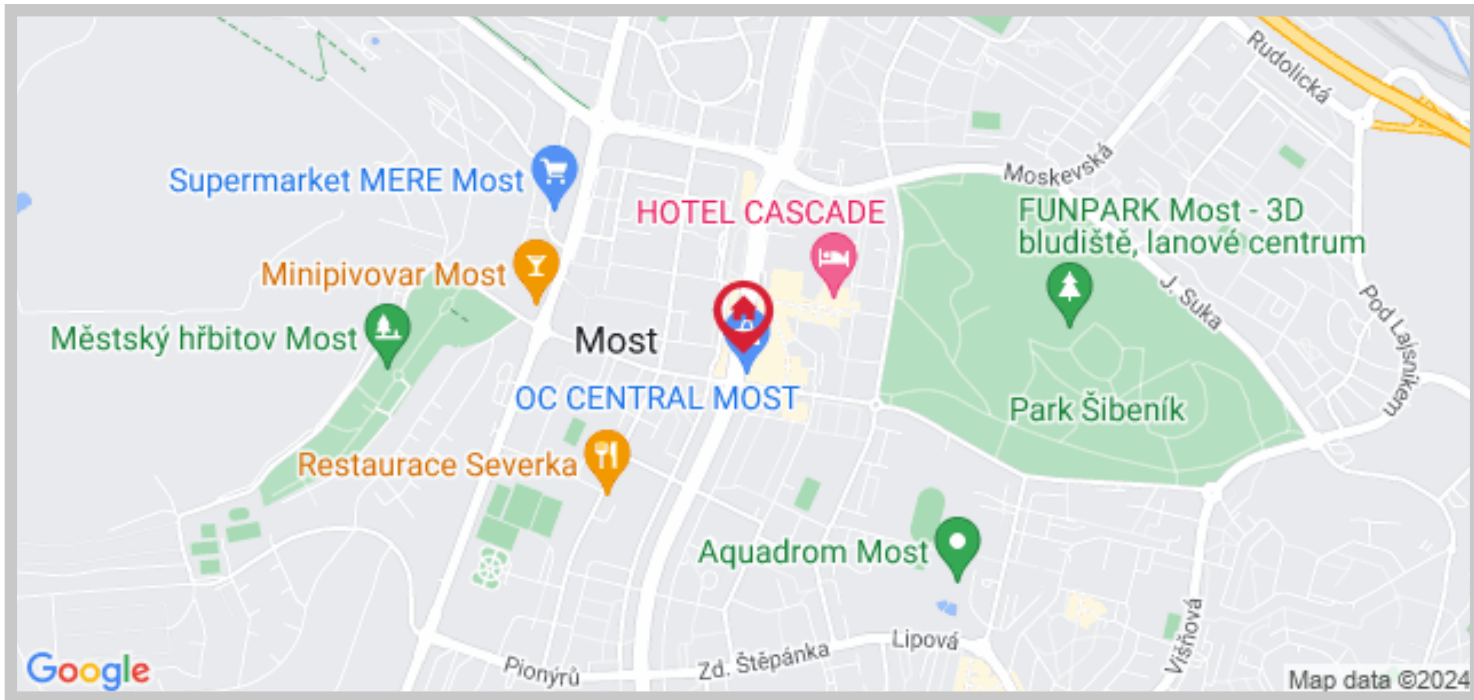 Rudolická
Moskevská
Supermarket MERE Most
HOTEL CASCADE
FUNPARK Most - 3D
bludiště, lanové centrum
Minipivovar Most
J. Suka
Pod Lajsníkem
Městský hřbitov Most
Most
OC CENTRAL MOST
Park Šibeník
Restaurace Severka
Aquadrom Most
Lipová
Višňová
Zd. Štěpánka
Pionýrů
Google
Map data ©2024